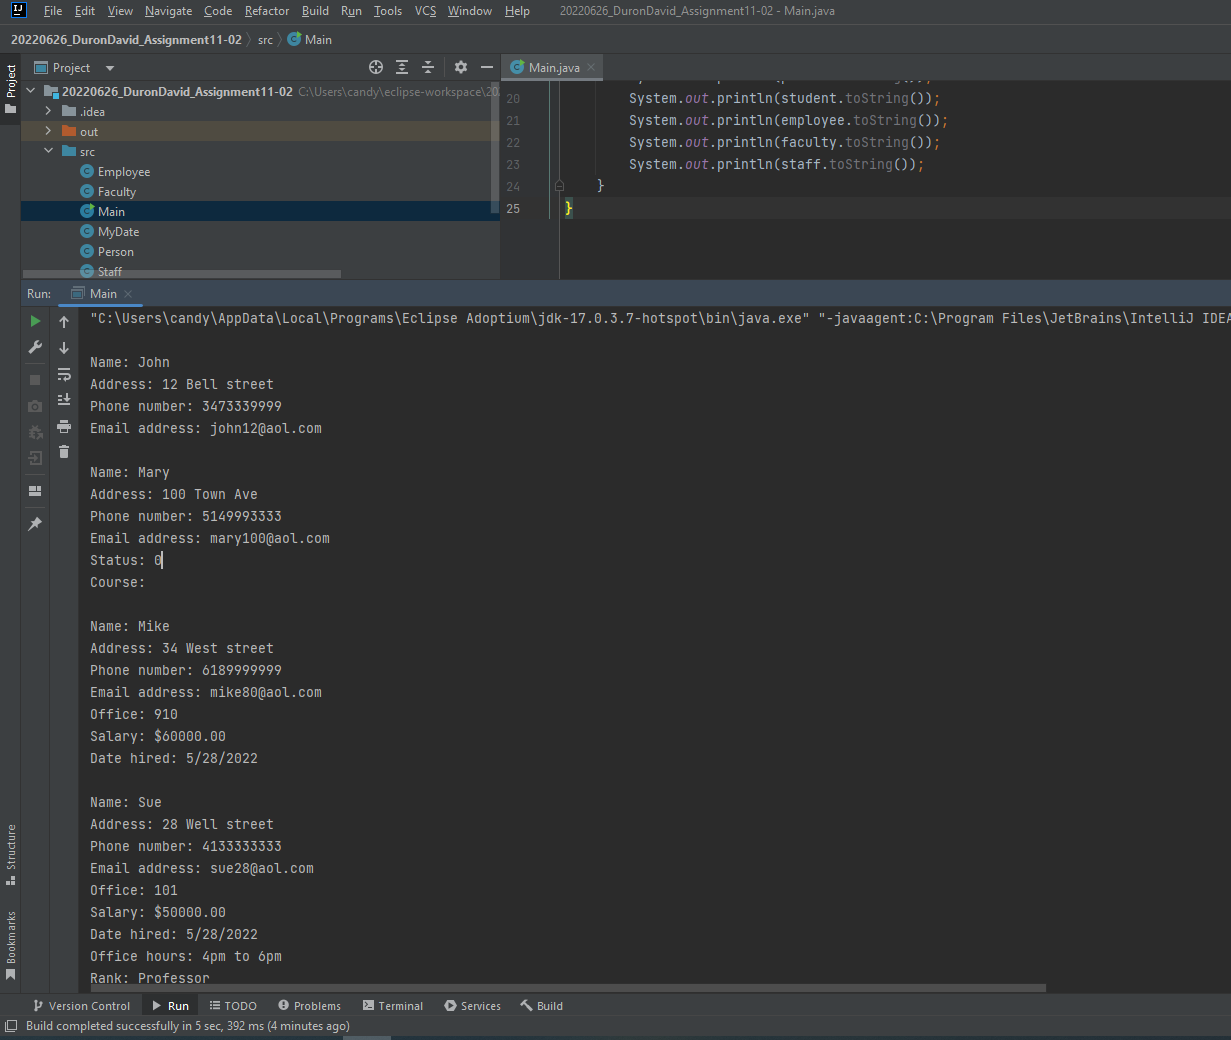 IJ File Edit View Navigate Code Refactor Build Run Tools VCS Window Help 20220626_DuronDavid_Assignment11-02 - Main.java
20220626_DuronDavid_Assignment11-02 src Main
Project
Project
20220626_DuronDavid_Assignment11-02 C:\Users\candy\eclipse-workspace\20
.idea
out
src
Employee
Faculty
Main
MyDate
Person
Staff
Main.java
20 System.out.println(student.toString());
21 System.out.println(employee.toString());
22 System.out.println(faculty.toString());
23 System.out.println(staff.toString());
24 }
25 }
Run: Main
"C:\Users\candy\AppData\Local\Programs\Eclipse Adoptium\jdk-17.0.3.7-hotspot\bin\java.exe" "-javaagent:C:\Program Files\JetBrains\IntelliJ IDEA
Name: John
Address: 12 Bell street
Phone number: 3473339999
Email address: john12@aol.com
Name: Mary
Address: 100 Town Ave
Phone number: 5149993333
Email address: mary100@aol.com
Status: 0
Course:
Name: Mike
Address: 34 West street
Phone number: 6189999999
Email address: mike80@aol.com
Office: 910
Salary: $60000.00
Date hired: 5/28/2022
Name: Sue
Address: 28 Well street
Phone number: 4133333333
Email address: sue28@aol.com
Office: 101
Salary: $50000.00
Date hired: 5/28/2022
Office hours: 4pm to 6pm
Rank: Professor
Structure
Bookmarks
Version Control Run TODO Problems Terminal Services Build
Build completed successfully in 5 sec, 392 ms (4 minutes ago)